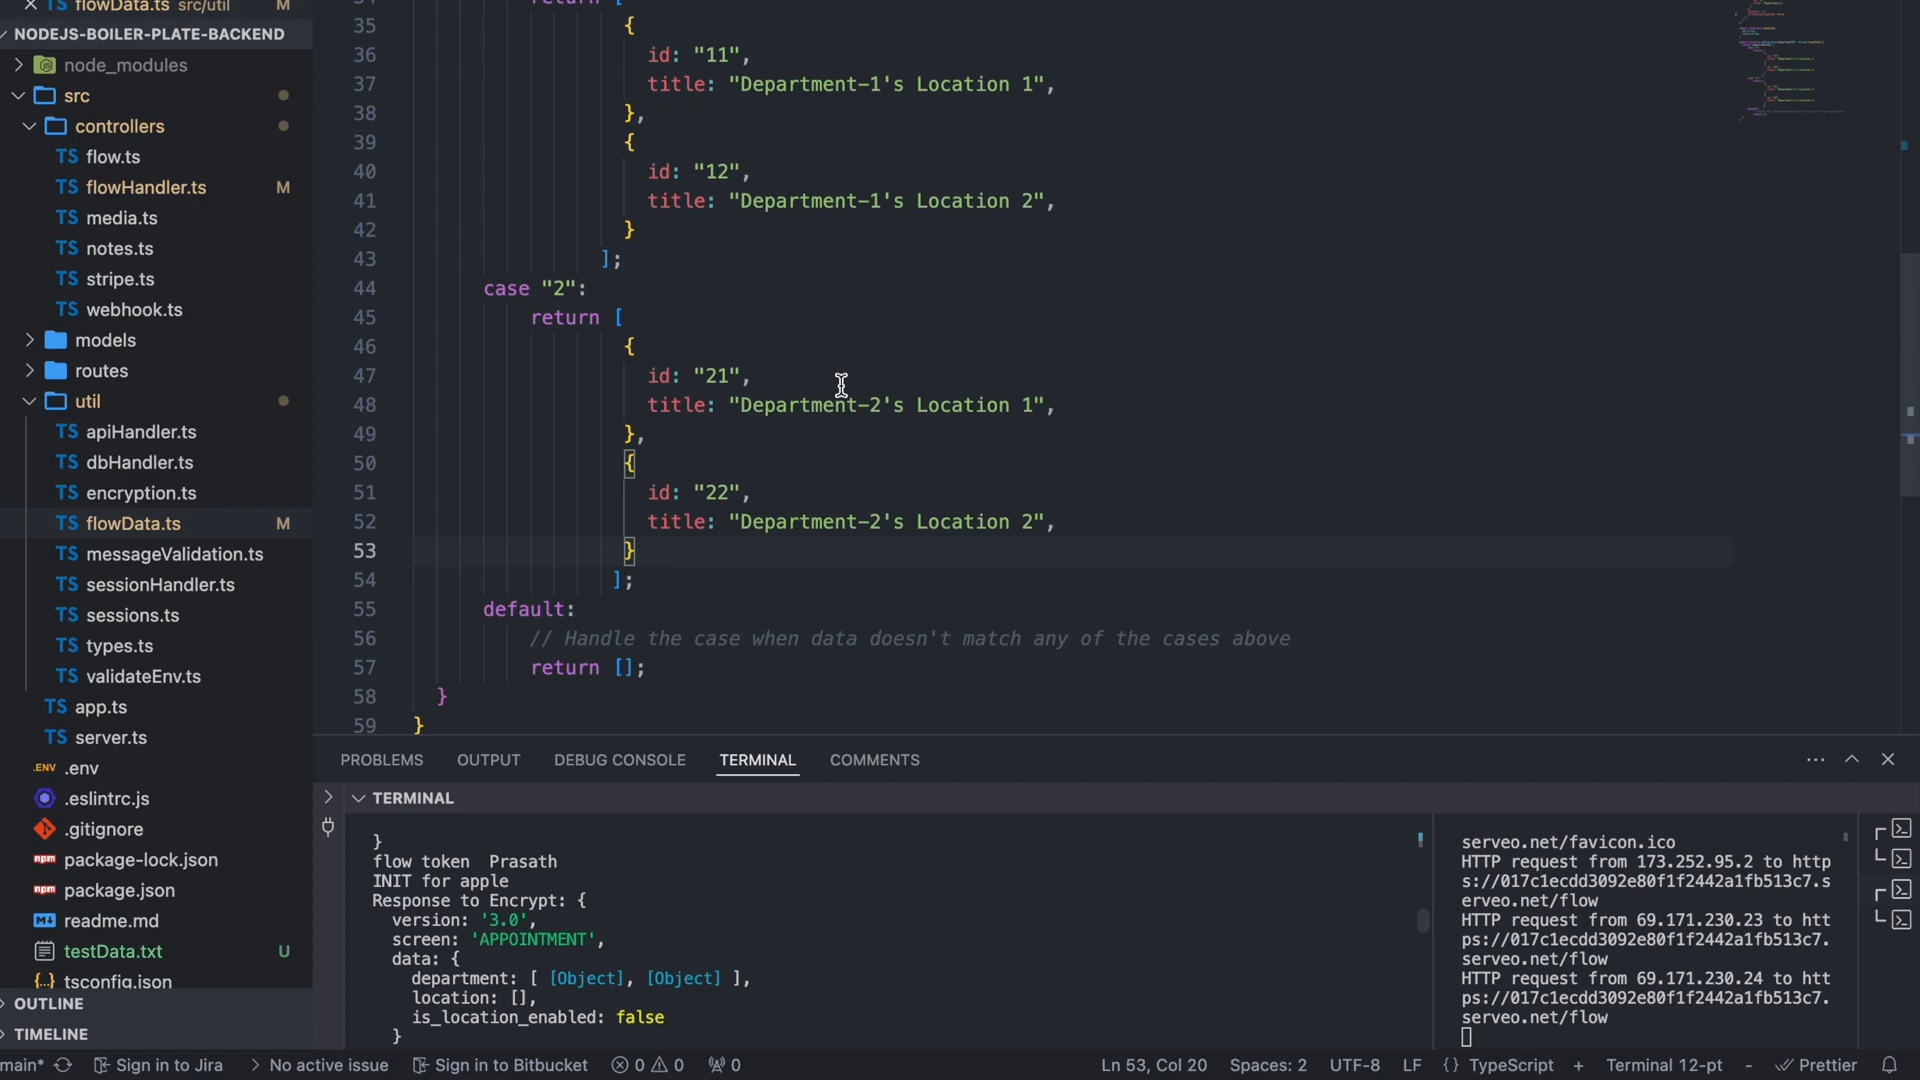 flowData.ts src/util M
NODEJS-BOILER-PLATE-BACKEND
node_modules
src
controllers
TS flow.ts
TS flowHandler.ts M
TS media.ts
TS notes.ts
TS stripe.ts
TS webhook.ts
models
routes
util
TS apiHandler.ts
TS dbHandler.ts
TS encryption.ts
TS flowData.ts M
TS messageValidation.ts
TS sessionHandler.ts
TS sessions.ts
TS types.ts
TS validateEnv.ts
TS app.ts
TS server.ts
.ENV .env
.eslintrc.js
.gitignore
npm package-lock.json
npm package.json
M readme.md
testData.txt U
{..} tsconfig.json
OUTLINE
TIMELINE
35 {
36 id: "11",
37 title: "Department-1's Location 1",
38 },
39 {
40 id: "12",
41 title: "Department-1's Location 2",
42 }
43 ];
44 case "2":
45 return [
46 {
47 id: "21",
48 title: "Department-2's Location 1",
49 },
50 {
51 id: "22",
52 title: "Department-2's Location 2",
53 }
54 ];
55 default:
56 // Handle the case when data doesn't match any of the cases above
57 return [];
58 }
59 }
PROBLEMS OUTPUT DEBUG CONSOLE TERMINAL COMMENTS
TERMINAL
}
flow token  Prasath
INIT for apple
Response to Encrypt: {
version: '3.0',
screen: 'APPOINTMENT',
data: {
department: [ [Object], [Object] ],
location: [],
is_location_enabled: false
}
serveo.net/favicon.ico
HTTP request from 173.252.95.2 to http
s://017c1ecdd3092e80f1f2442a1fb513c7.s
erveo.net/flow
HTTP request from 69.171.230.23 to htt
ps://017c1ecdd3092e80f1f2442a1fb513c7.
serveo.net/flow
HTTP request from 69.171.230.24 to htt
ps://017c1ecdd3092e80f1f2442a1fb513c7.
serveo.net/flow
main* Sign in to Jira No active issue Sign in to Bitbucket 0 0 0 Ln 53, Col 20 Spaces: 2 UTF-8 LF {} TypeScript + Terminal 12-pt - Prettier